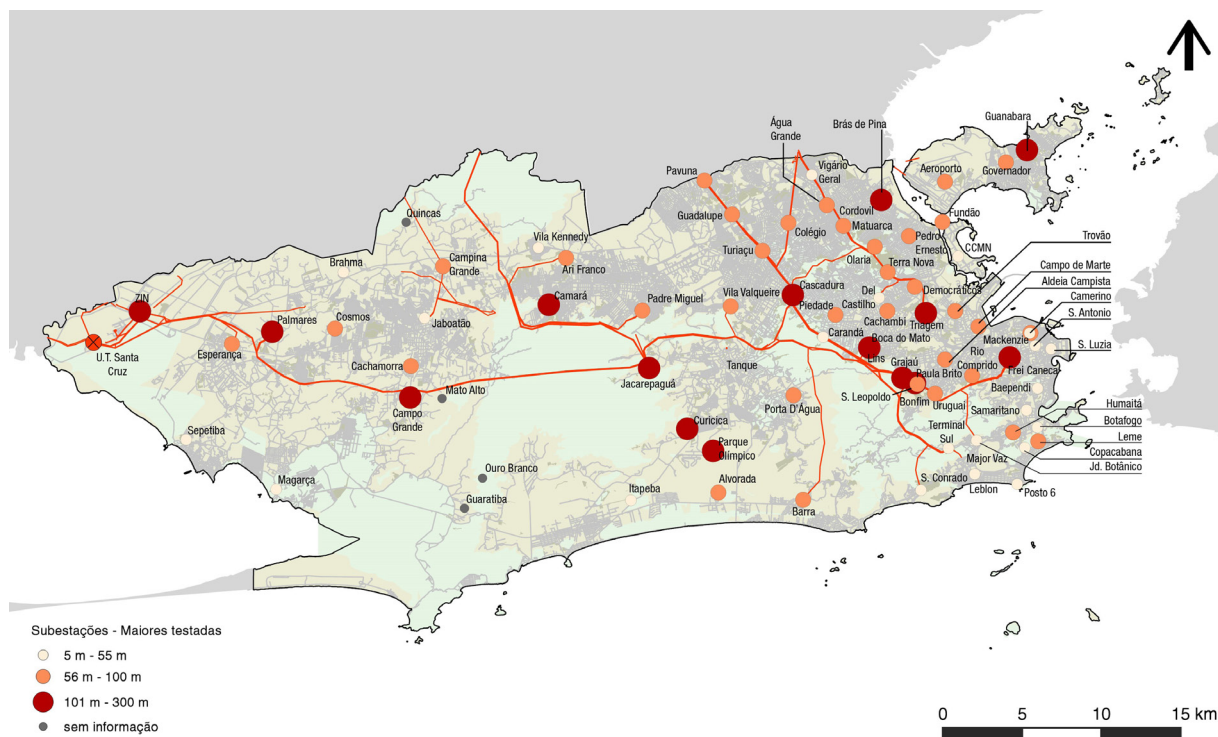 Guanabara
Água
Grande
Brás de Pina
Vigário
Geral
Aeroporto
Governador
Pavuna
Guadalupe
Cordovil
Matuarca
Fundão
Colégio
Pedro
Ernesto
CCMN
Trovão
Quincas
Vila Kennedy
Turiaçu
Olaria
Terra Nova
Campo de Marte
Brahma
Campina
Grande
Ari Franco
Aldeia Campista
Cascadura
Del
Castilho
Democráticos
Camerino
ZIN
Camará
Padre Miguel
Vila Valqueire
Piedade
Cachambi
Triagem
S. Antonio
Palmares
Cosmos
Jaboatão
Carandá
Boca do Mato
Mackenzie
S. Luzia
U.T. Santa
Cruz
Esperança
Cachamorra
Jacarepaguá
Tanque
Lins
Grajaú
Paula Brito
Rio
Comprido
Frei Caneca
Baependi
Mato Alto
Campo
Grande
Porta D'Água
S. Leopoldo
Bonfim
Uruguai
Samaritano
Humaitá
Botafogo
Sepetiba
Curicica
Parque
Olímpico
Terminal
Sul
Leme
Copacabana
Major Vaz
Jd. Botânico
Ouro Branco
Magarça
Guaratiba
Itapeba
Alvorada
Barra
S. Conrado
Leblon
Posto 6
Subestações - Maiores testadas
5 m - 55 m
56 m - 100 m
101 m - 300 m
sem informação
0 5 10 15 km